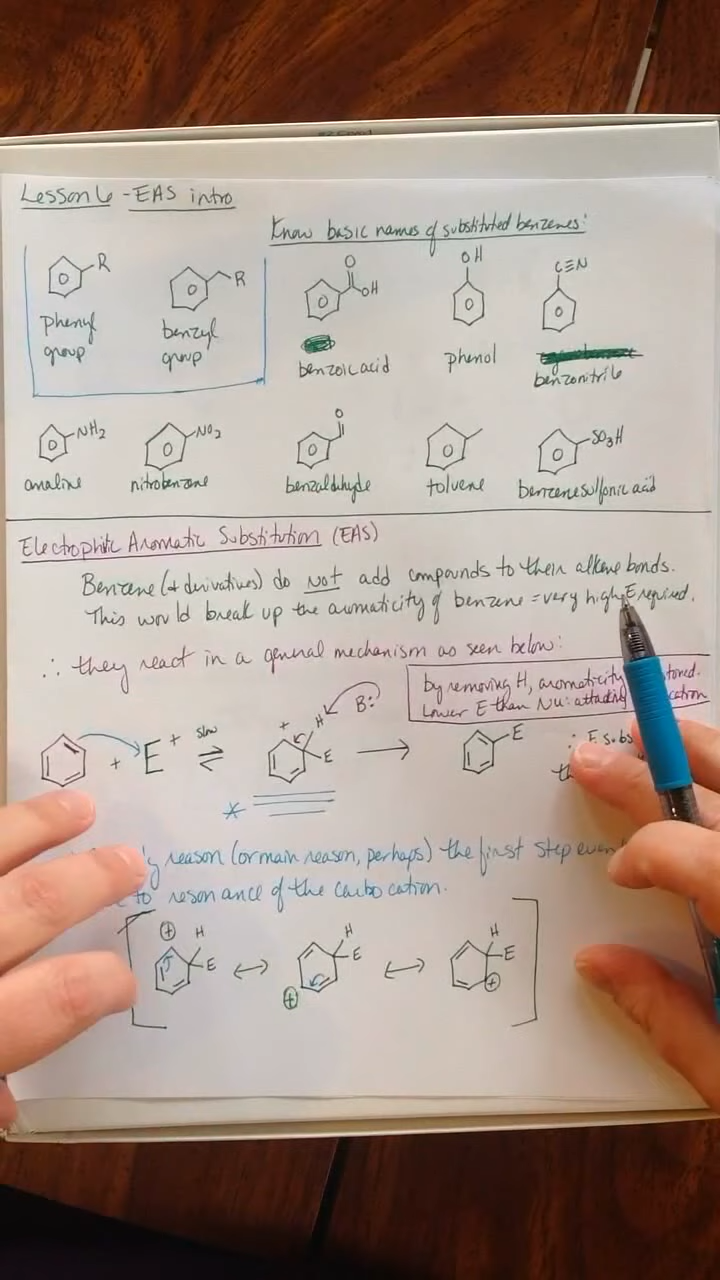 Lesson 6 - EAS intro
Know basic names of substituted benzenes:
R
R
O
OH
OH
C≡N
phenyl group
benzyl group
benzoic acid
phenol
benzonitrile
NH2
NO2
O
SO3H
analine
nitrobenzene
benzaldehyde
toluene
benzenesulfonic acid
Electrophilic Aromatic Substitution (EAS)
Benzene (+ derivatives) do NOT add compounds to their alkene bonds.
This would break up the aromaticity of benzene = very high E required.
∴ they react in a general mechanism as seen below:
by removing H, aromaticity
Lower E than Nu: attacking
+ E+ slow ⇌ + H E B: → E
∴ E subs
reason (or main reason, perhaps) the first step even
to resonance of the carbocation.
[ ⊕ H E ↔ ⊕ H E ↔ H E ⊕ ]